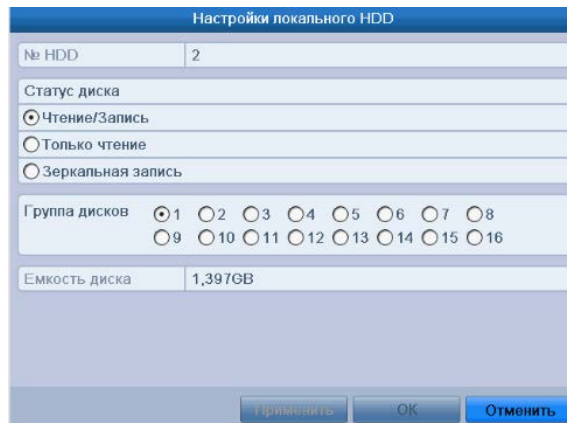 Настройки локального HDD
№ HDD 2
Статус диска
Чтение/Запись
Только чтение
Зеркальная запись
Группа дисков 1 2 3 4 5 6 7 8
9 10 11 12 13 14 15 16
Емкость диска 1,397GB
Применить OK Отменить